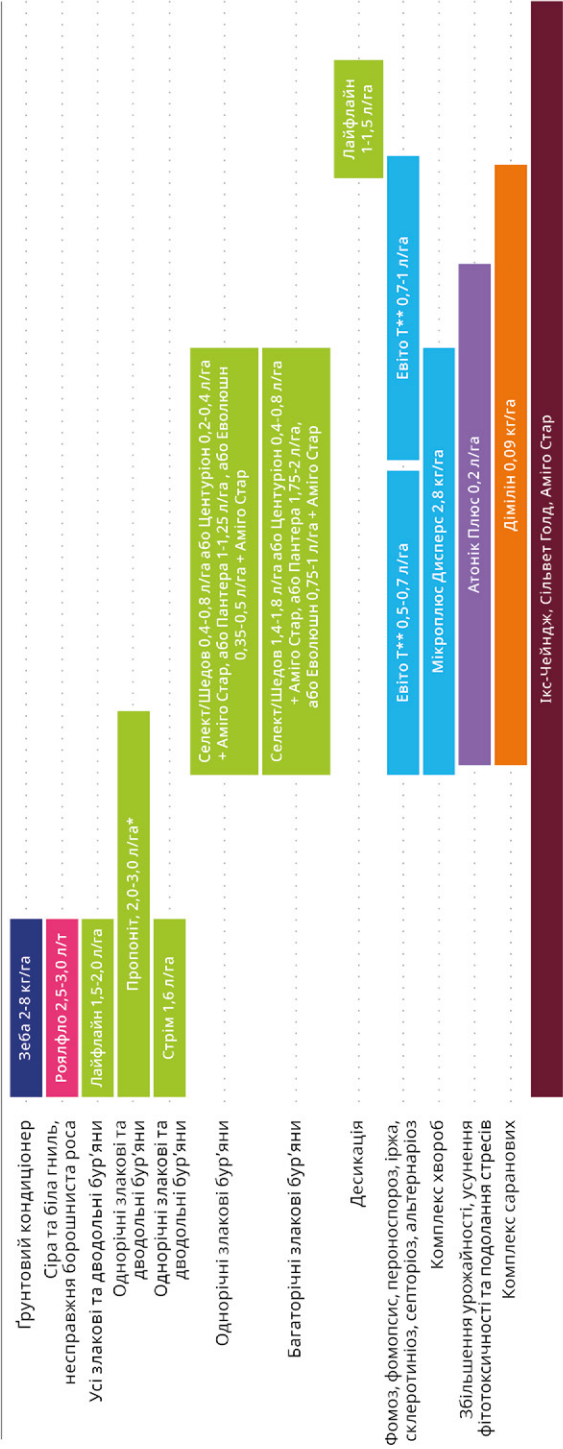 Ґрунтовий кондиціонер
Зеба 2-8 кг/га
Сіра та біла гниль,
несправжня борошниста роса
Роялфло 2,5-3,0 л/т
Усі злакові та дводольні бур’яни
Лайфлайн 1,5-2,0 л/га
Однорічні злакові та
дводольні бур’яни
Пропоніт, 2,0-3,0 л/га*
Однорічні злакові та
дводольні бур’яни
Стрім 1,6 л/га
Однорічні злакові бур’яни
Селект/Шедов 0,4-0,8 л/га або Центуріон 0,2-0,4 л/га
+ Аміго Стар, або Пантера 1-1,25 л/га , або Еволюшн
0,35-0,5 л/га + Аміго Стар
Багаторічні злакові бур’яни
Селект/Шедов 1,4-1,8 л/га або Центуріон 0,4-0,8 л/га
+ Аміго Стар, або Пантера 1,75-2 л/га,
або Еволюшн 0,75-1 л/га + Аміго Стар
Десикація
Лайфлайн
1-1,5 л/га
Фомоз, фомопсис, пероноспороз, іржа,
склеротиніоз, септоріоз, альтернаріоз
Евіто Т** 0,5-0,7 л/га
Евіто Т** 0,7-1 л/га
Комплекс хвороб
Мікроплюс Дисперс 2,8 кг/га
Збільшення урожайності, усунення
фітотоксичності та подолання стресів
Атонік Плюс 0,2 л/га
Комплекс саранових
Дімілін 0,09 кг/га
Ікс-Чейндж, Сільвет Голд, Аміго Стар